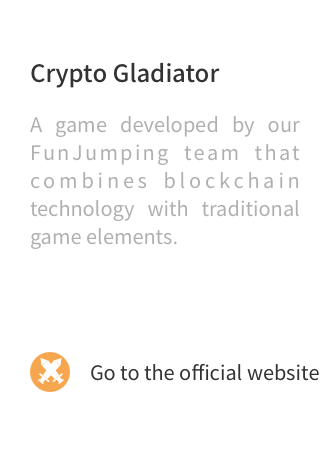 Crypto Gladiator
A game developed by our
FunJumping team that
combines blockchain
technology with traditional
game elements.
Go to the official website